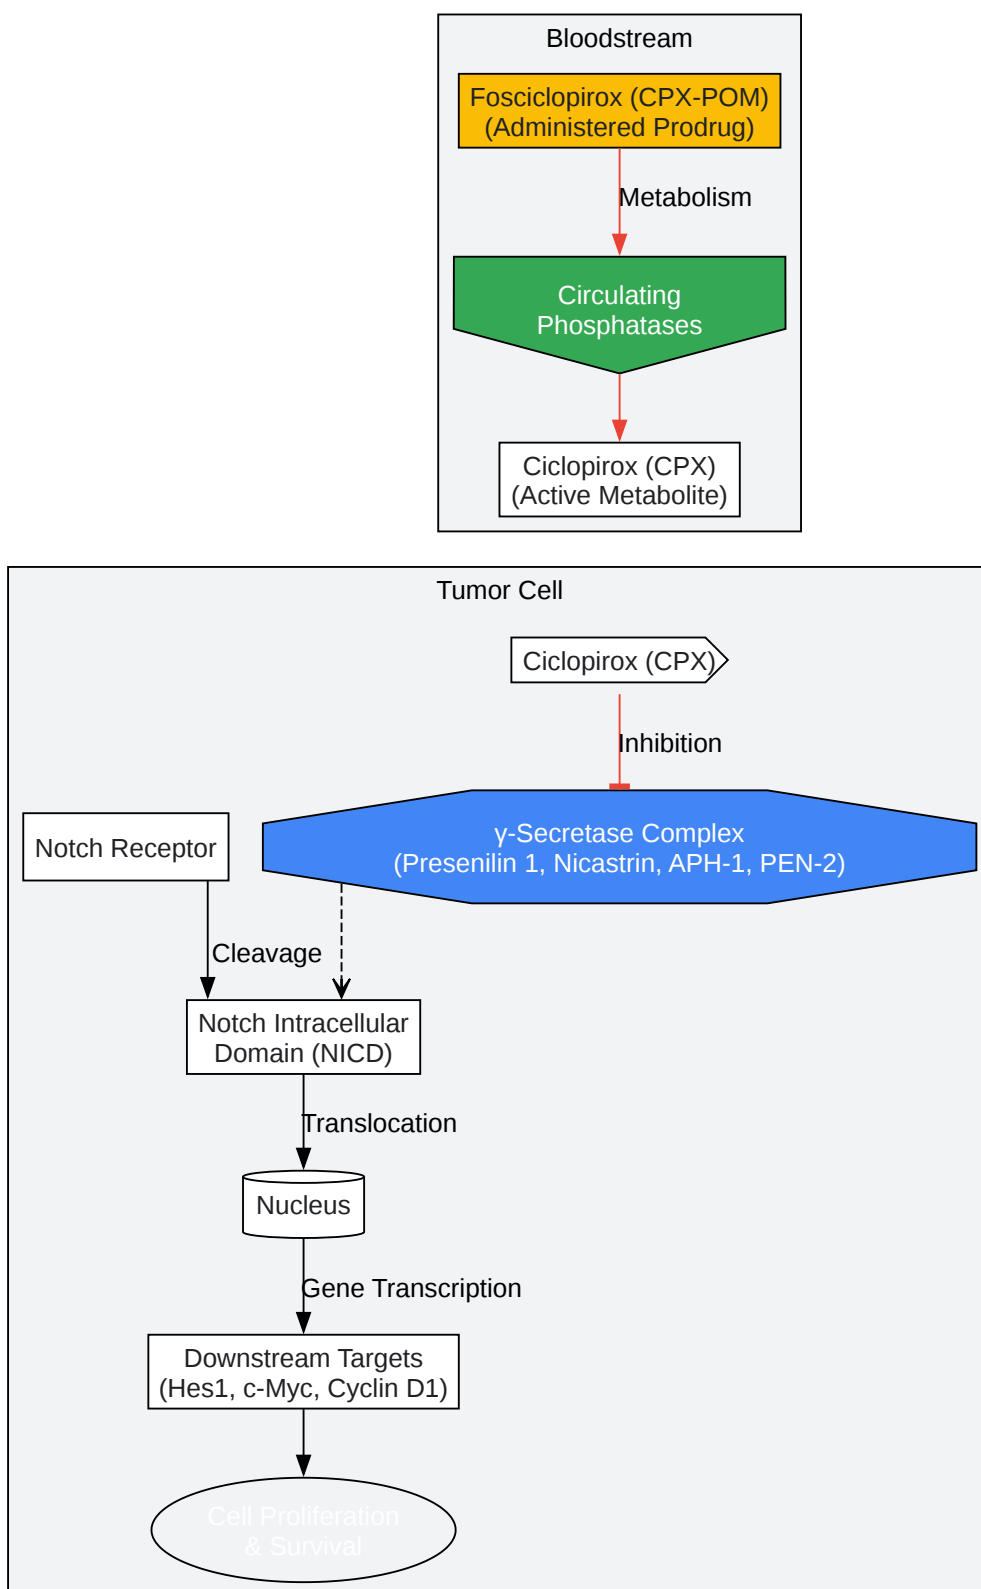 Bloodstream
Fosciclopirox (CPX-POM)
(Administered Prodrug)
Metabolism
Circulating
Phosphatases
Ciclopirox (CPX)
(Active Metabolite)
Tumor Cell
Ciclopirox (CPX)
Inhibition
Notch Receptor
γ-Secretase Complex
(Presenilin 1, Nicastrin, APH-1, PEN-2)
Cleavage
Notch Intracellular
Domain (NICD)
Translocation
Nucleus
Gene Transcription
Downstream Targets
(Hes1, c-Myc, Cyclin D1)
Cell Proliferation
& Survival